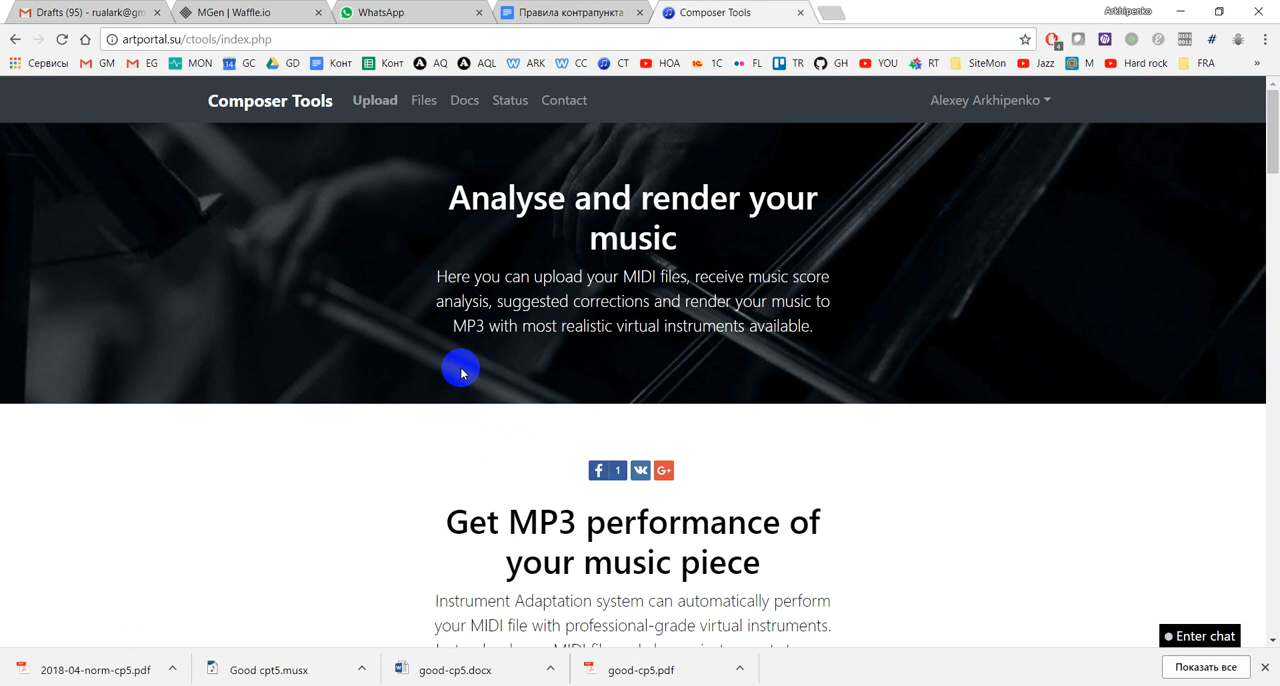 Drafts (95) - rualark@gm
MGen | Waffle.io
WhatsApp
Правила контрапункта
Composer Tools
Arkhipenko
artportal.su/ctools/index.php
4
Сервисы
GM
EG
MON
14
GC
GD
Конт
Конт
AQ
AQL
ARK
CC
CT
HOA
1C
FL
TR
GH
YOU
RT
SiteMon
Jazz
M
Hard rock
FRA
»
Composer Tools
Upload
Files
Docs
Status
Contact
Alexey Arkhipenko
Analyse and render your
music
Here you can upload your MIDI files, receive music score
analysis, suggested corrections and render your music to
MP3 with most realistic virtual instruments available.
f 1
G+
Get MP3 performance of
your music piece
Instrument Adaptation system can automatically perform
your MIDI file with professional-grade virtual instruments.
Enter chat
2018-04-norm-cp5.pdf
Good cpt5.musx
good-cp5.docx
good-cp5.pdf
Показать все